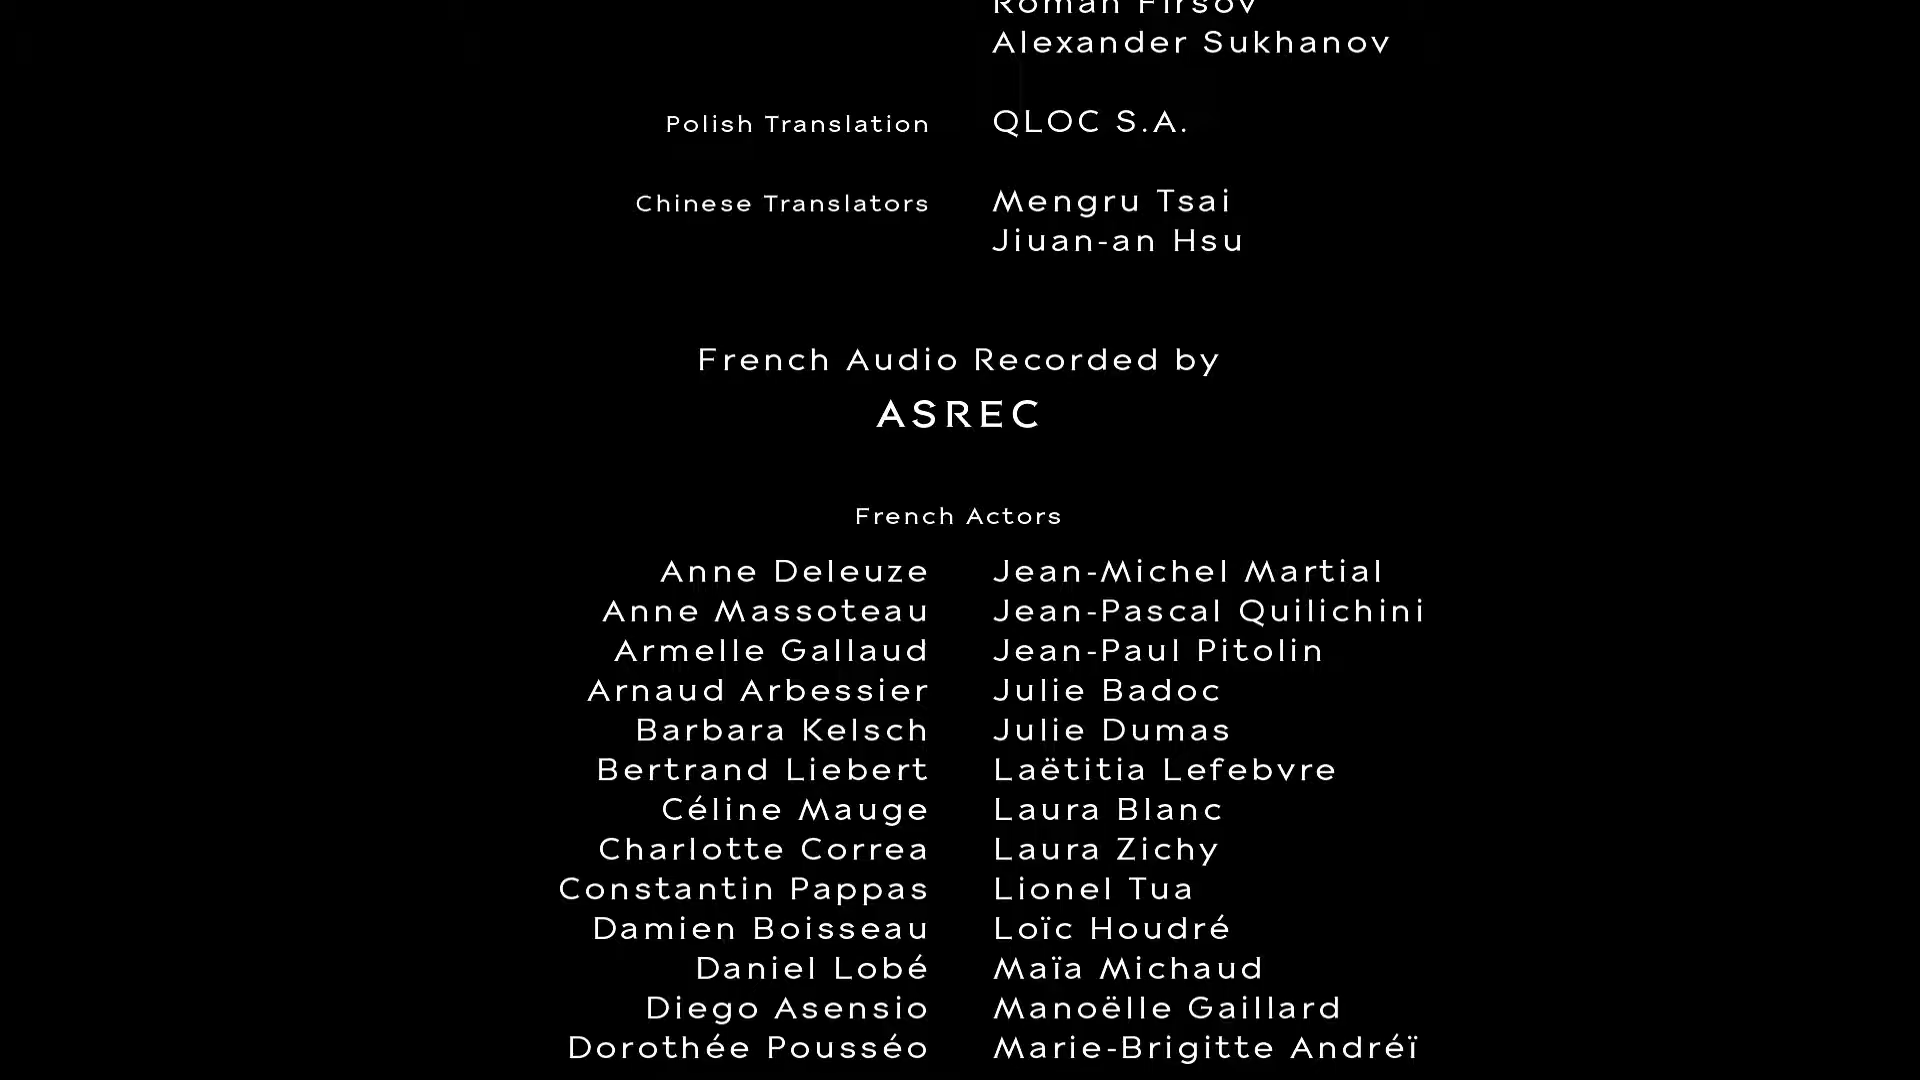 Roman Firsov
Alexander Sukhanov
Polish Translation QLOC S.A.
Chinese Translators Mengru Tsai
Jiuan-an Hsu
French Audio Recorded by
ASREC
French Actors
Anne Deleuze Jean-Michel Martial
Anne Massoteau Jean-Pascal Quilichini
Armelle Gallaud Jean-Paul Pitolin
Arnaud Arbessier Julie Badoc
Barbara Kelsch Julie Dumas
Bertrand Liebert Laëtitia Lefebvre
Céline Mauge Laura Blanc
Charlotte Correa Laura Zichy
Constantin Pappas Lionel Tua
Damien Boisseau Loïc Houdré
Daniel Lobé Maïa Michaud
Diego Asensio Manoëlle Gaillard
Dorothée Pousséo Marie-Brigitte Andréï